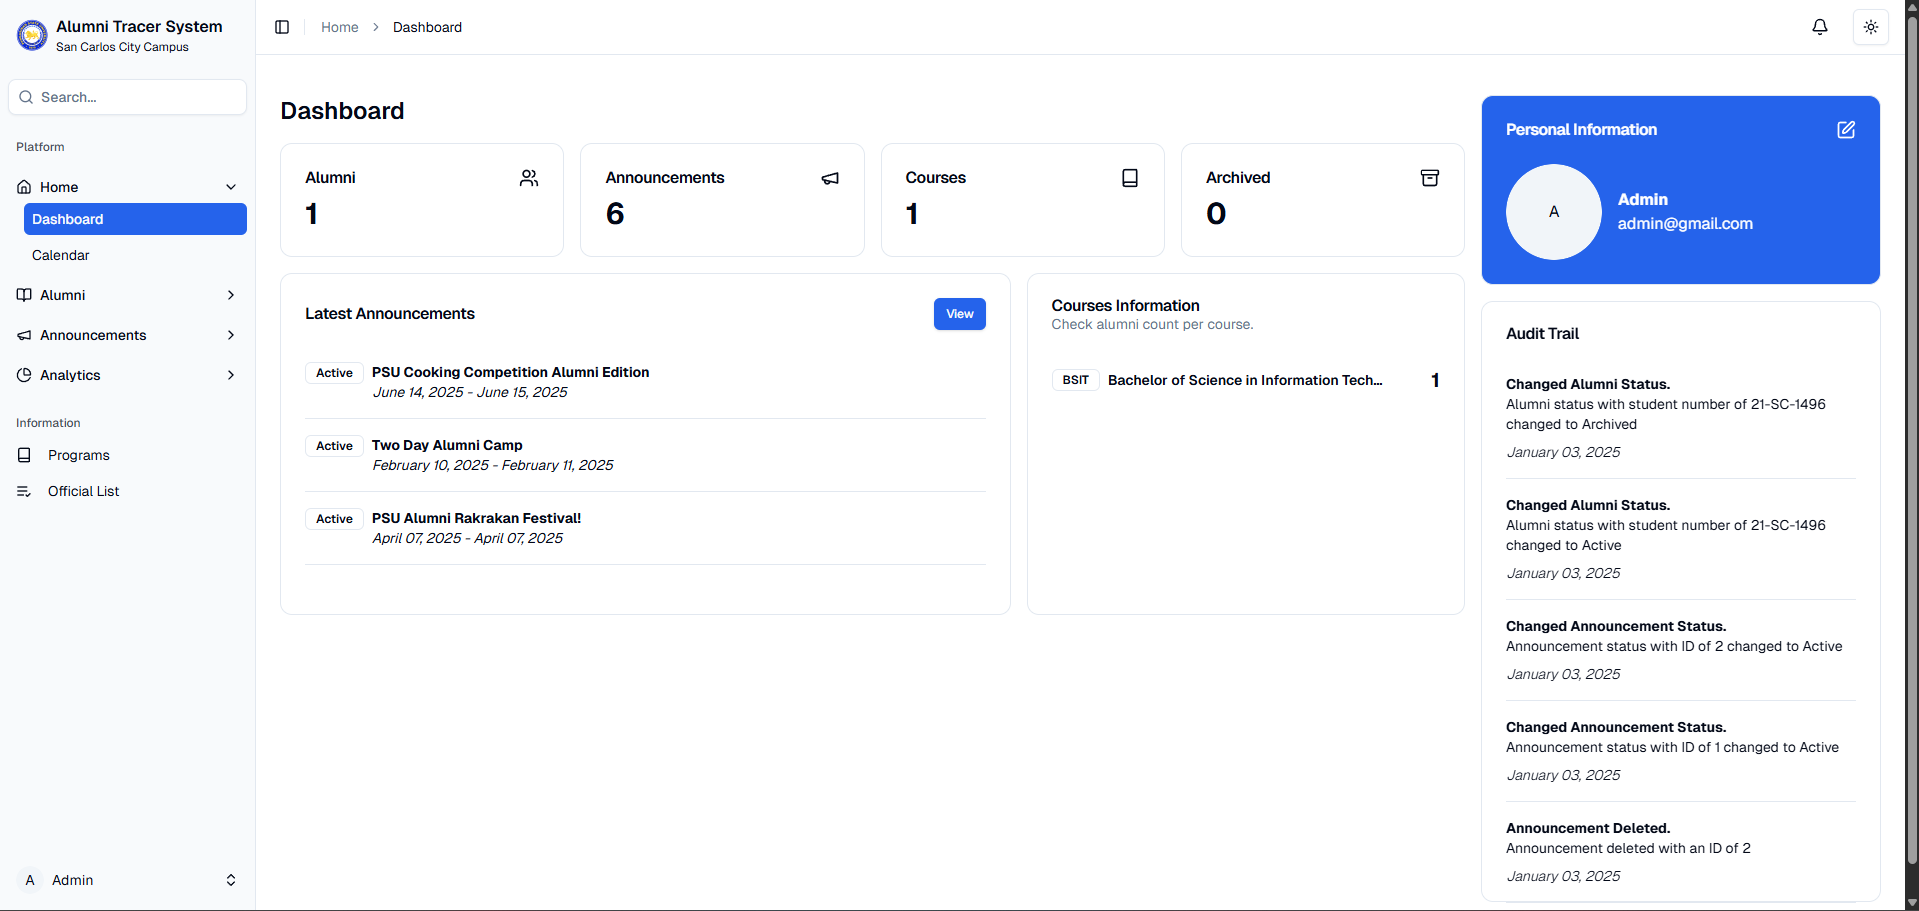 Alumni Tracer System
San Carlos City Campus
Search...
Platform
Home
Dashboard
Calendar
Alumni
Announcements
Analytics
Information
Programs
Official List
A Admin
Home > Dashboard
Dashboard
Alumni
1
Announcements
6
Courses
1
Archived
0
Latest Announcements
View
Active PSU Cooking Competition Alumni Edition
June 14, 2025 - June 15, 2025
Active Two Day Alumni Camp
February 10, 2025 - February 11, 2025
Active PSU Alumni Rakrakan Festival!
April 07, 2025 - April 07, 2025
Courses Information
Check alumni count per course.
BSIT Bachelor of Science in Information Tech... 1
Personal Information
A
Admin
admin@gmail.com
Audit Trail
Changed Alumni Status.
Alumni status with student number of 21-SC-1496
changed to Archived
January 03, 2025
Changed Alumni Status.
Alumni status with student number of 21-SC-1496
changed to Active
January 03, 2025
Changed Announcement Status.
Announcement status with ID of 2 changed to Active
January 03, 2025
Changed Announcement Status.
Announcement status with ID of 1 changed to Active
January 03, 2025
Announcement Deleted.
Announcement deleted with an ID of 2
January 03, 2025